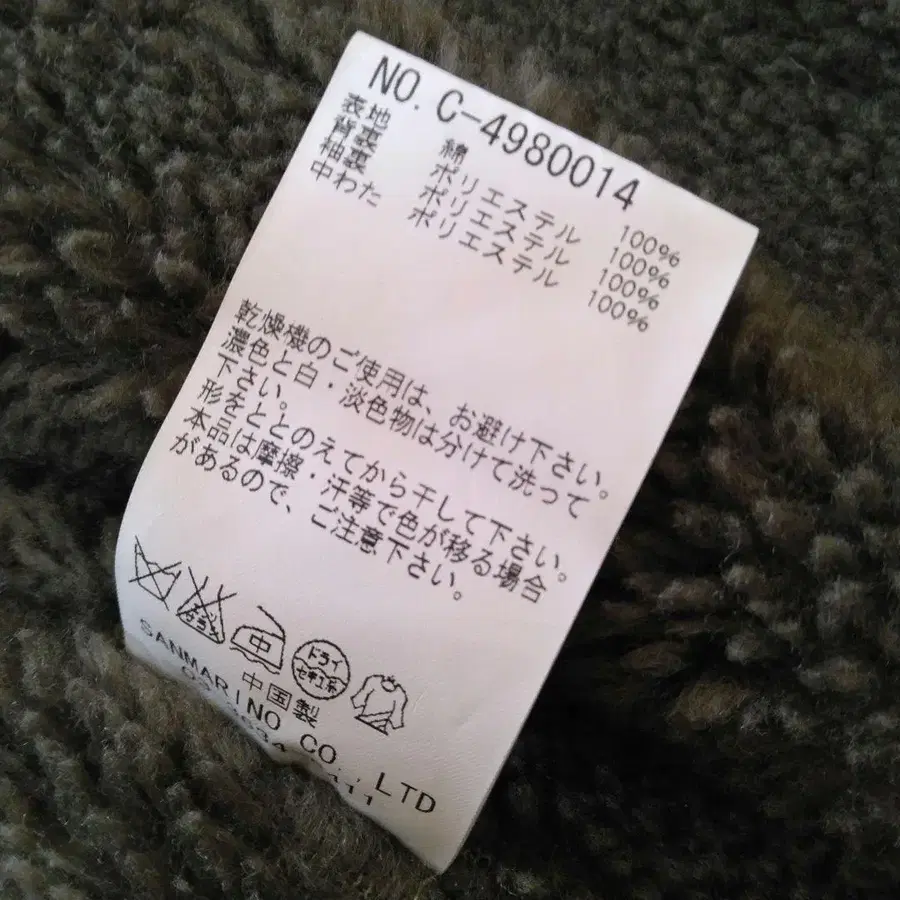 NO. C-4980014
表地 綿 100%
背裏 ポリエステル 100%
袖裏 ポリエステル 100%
中わた ポリエステル 100%
乾燥機のご使用は、お避け下さい。
濃色と白・淡色物は分けて洗って
下さい。
形をととのえてから干して下さい。
本品は摩擦・汗等で色が移る場合
があるので、ご注意下さい。
中
ドライ
セキユ系
中国製
SANMARINO CO.,LTD